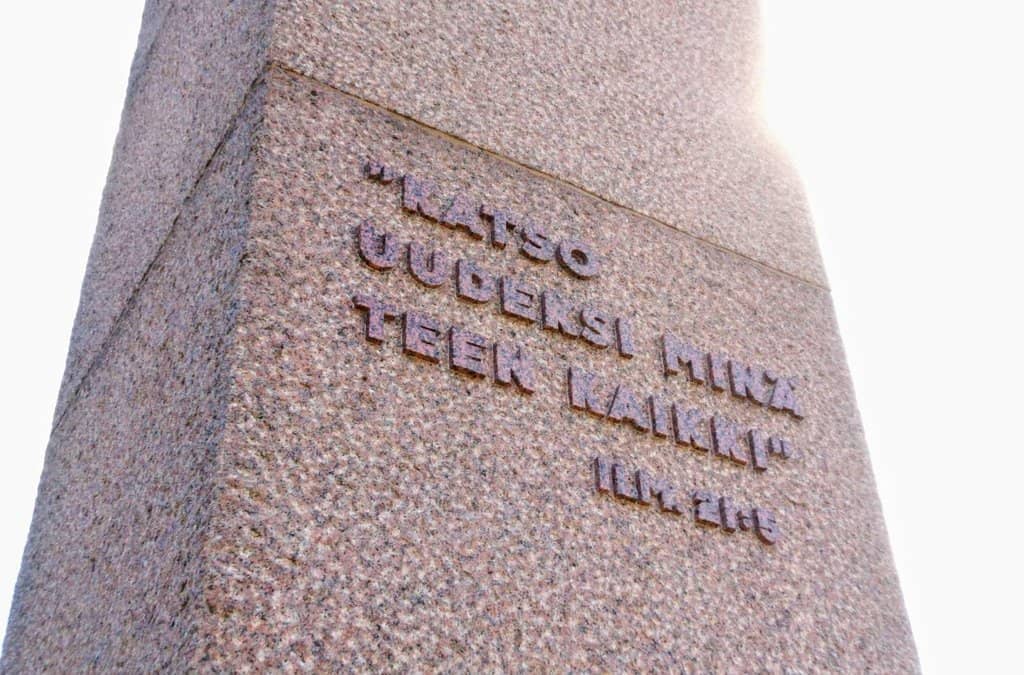 "KATSO
UUDEKSI MINÄ
TEEN KAIKKI"
ILM. 21:5